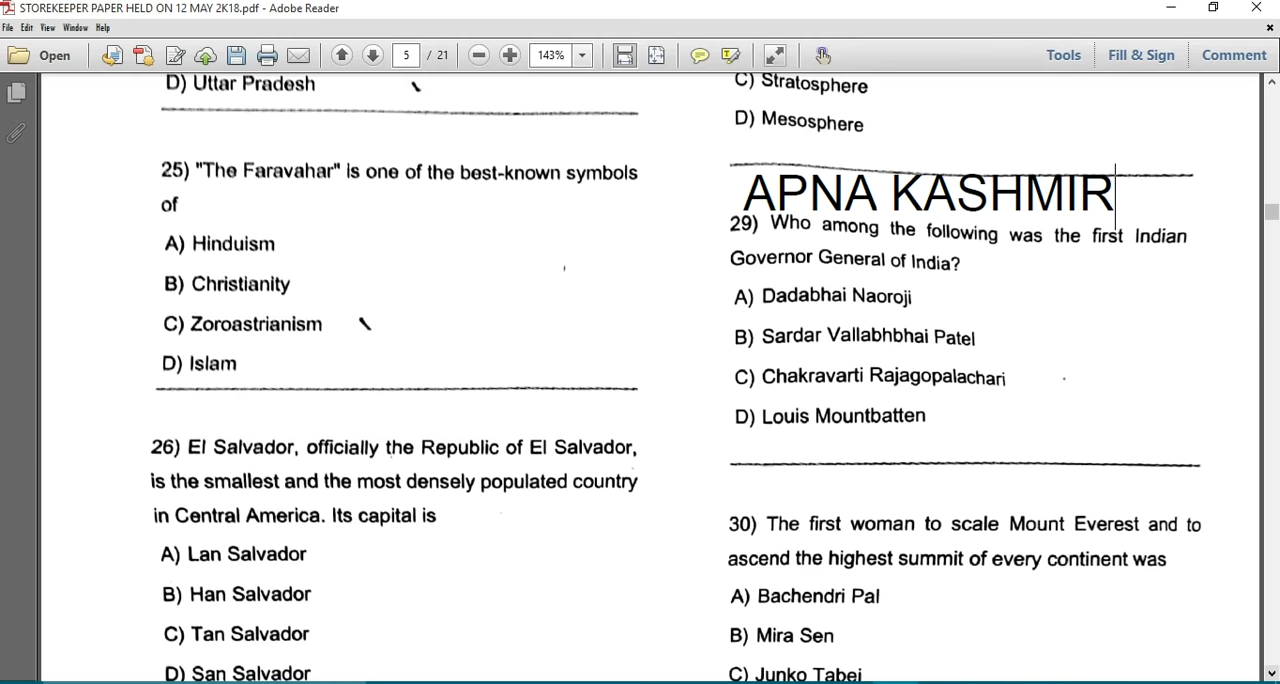 STOREKEEPER PAPER HELD ON 12 MAY 2K18.pdf - Adobe Reader
File Edit View Window Help
Open 5 / 21 143% Tools Fill & Sign Comment
D) Uttar Pradesh
25) "The Faravahar" is one of the best-known symbols
of
A) Hinduism
B) Christianity
C) Zoroastrianism
D) Islam
26) El Salvador, officially the Republic of El Salvador,
is the smallest and the most densely populated country
in Central America. Its capital is
A) Lan Salvador
B) Han Salvador
C) Tan Salvador
D) San Salvador
C) Stratosphere
D) Mesosphere
APNA KASHMIR
29) Who among the following was the first Indian
Governor General of India?
A) Dadabhai Naoroji
B) Sardar Vallabhbhai Patel
C) Chakravarti Rajagopalachari
D) Louis Mountbatten
30) The first woman to scale Mount Everest and to
ascend the highest summit of every continent was
A) Bachendri Pal
B) Mira Sen
C) Junko Tabei